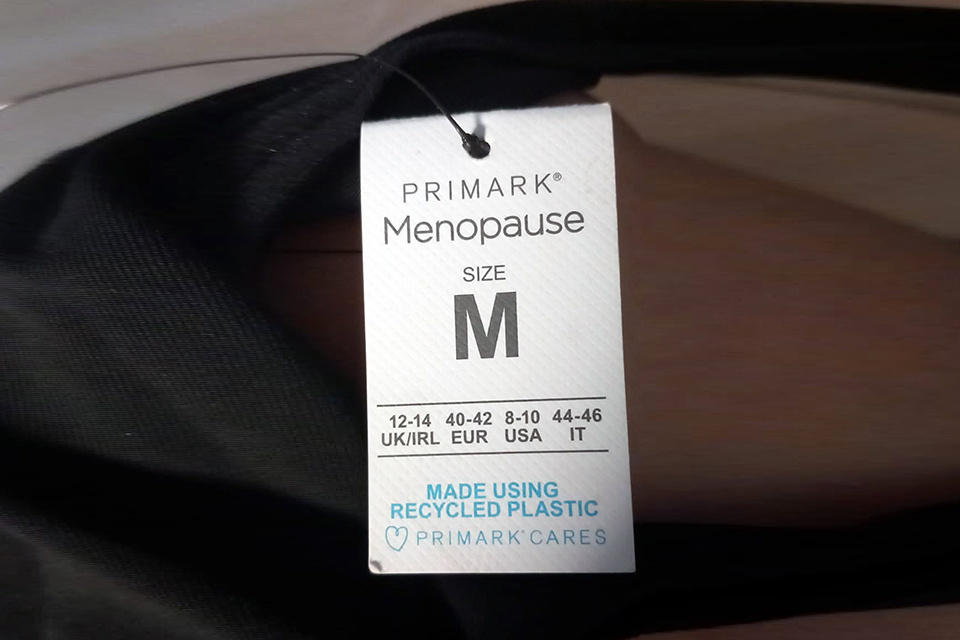 PRIMARK®
Menopause
SIZE
M
12-14 40-42 8-10 44-46
UK/IRL EUR USA IT
MADE USING
RECYCLED PLASTIC
PRIMARK® CARES